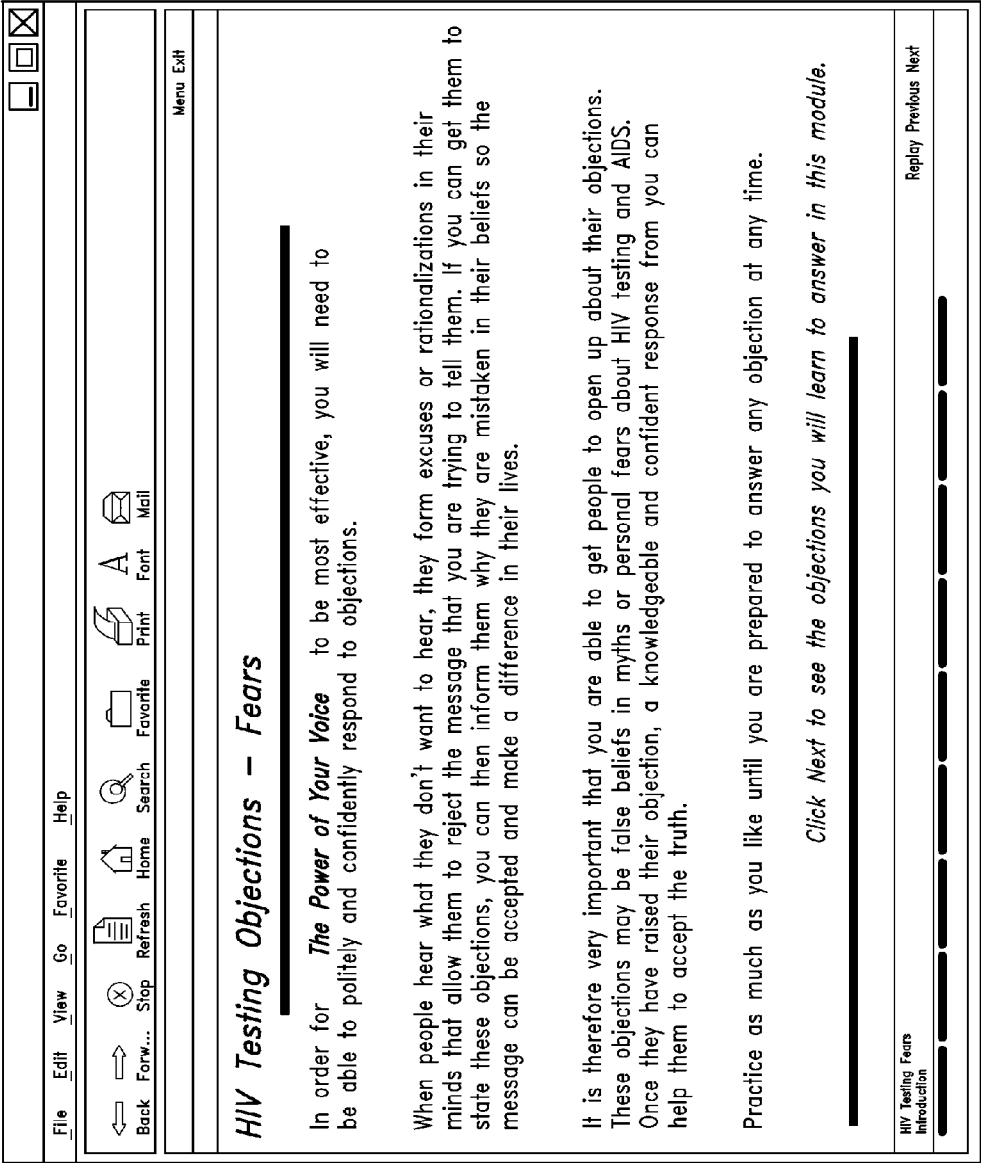 File Edit View Go Favorite Help
Back Forw... Stop Refresh Home Search Favorite Print Font Mail
Menu Exit
HIV Testing Objections – Fears
In order for The Power of Your Voice to be most effective, you will need to
be able to politely and confidently respond to objections.
When people hear what they don't want to hear, they form excuses or rationalizations in their
minds that allow them to reject the message that you are trying to tell them. If you can get them to
state these objections, you can then inform them why they are mistaken in their beliefs so the
message can be accepted and make a difference in their lives.
It is therefore very important that you are able to get people to open up about their objections.
These objections may be false beliefs in myths or personal fears about HIV testing and AIDS.
Once they have raised their objection, a knowledgeable and confident response from you can
help them to accept the truth.
Practice as much as you like until you are prepared to answer any objection at any time.
Click Next to see the objections you will learn to answer in this module.
HIV Testing Fears
Introduction
Replay Previous Next